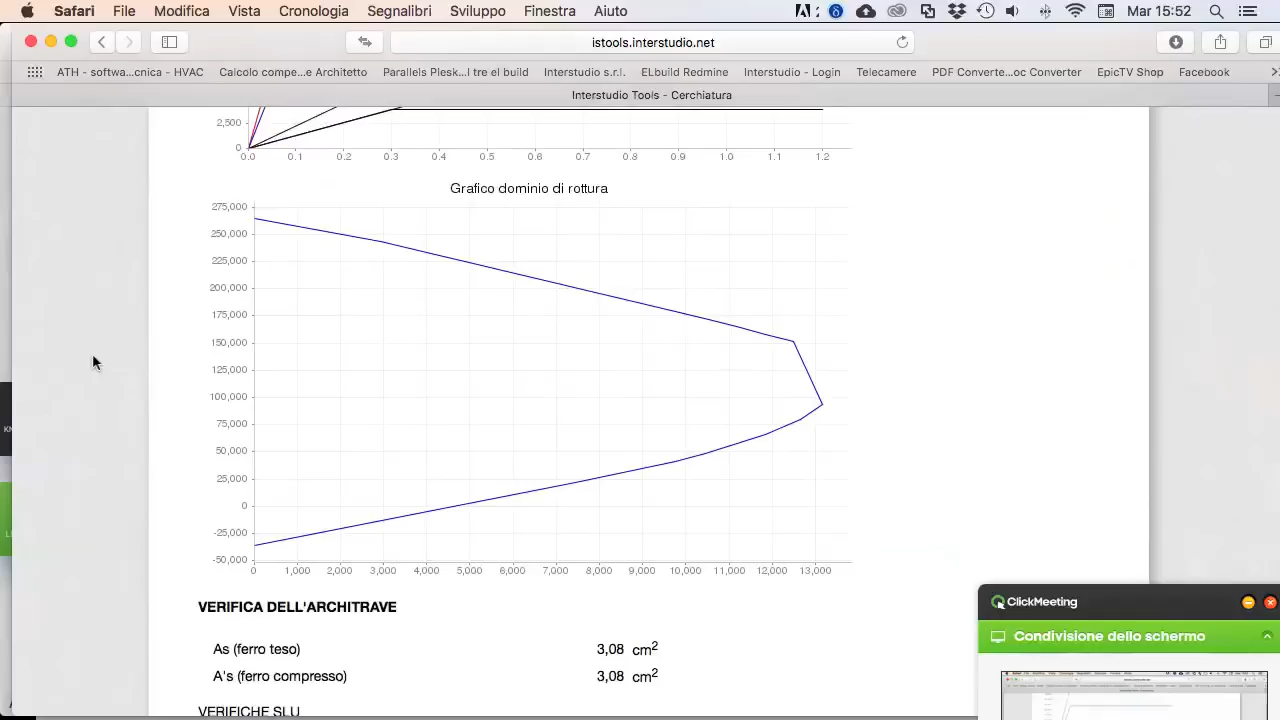 Safari File Modifica Vista Cronologia Segnalibri Sviluppo Finestra Aiuto Mar 15:52
istools.interstudio.net
ATH - softwa...cnica - HVAC Calcolo compe...e Architetto Parallels Plesk...l tre el build Interstudio s.r.l. ELbuild Redmine Interstudio - Login Telecamere PDF Converte...oc Converter EpicTV Shop Facebook
Interstudio Tools - Cerchiatura
2,500
0
0.0 0.1 0.2 0.3 0.4 0.5 0.6 0.7 0.8 0.9 1.0 1.1 1.2
Grafico dominio di rottura
275,000
250,000
225,000
200,000
175,000
150,000
125,000
100,000
75,000
50,000
25,000
0
-25,000
-50,000
0 1,000 2,000 3,000 4,000 5,000 6,000 7,000 8,000 9,000 10,000 11,000 12,000 13,000
VERIFICA DELL'ARCHITRAVE
As (ferro teso) 3,08 cm²
A's (ferro compresso) 3,08 cm²
VERIFICHE SLU
ClickMeeting
Condivisione dello schermo